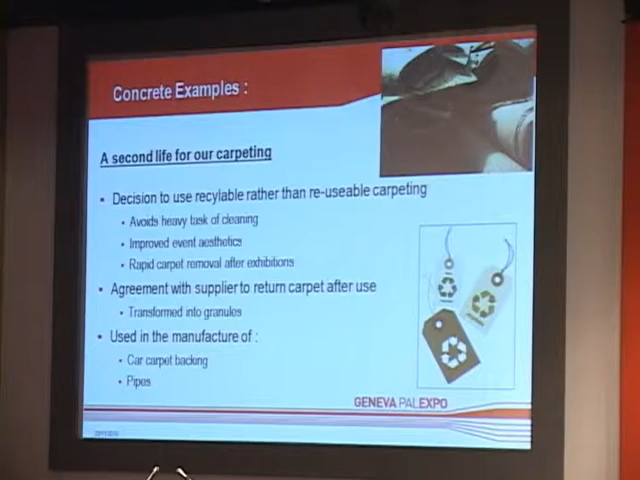 Concrete Examples :
A second life for our carpeting
• Decision to use recylable rather than re-useable carpeting
• Avoids heavy task of cleaning
• Improved event aesthetics
• Rapid carpet removal after exhibitions
• Agreement with supplier to return carpet after use
• Transformed into granules
• Used in the manufacture of :
• Car carpet backing
• Pipes
GENEVA PALEXPO